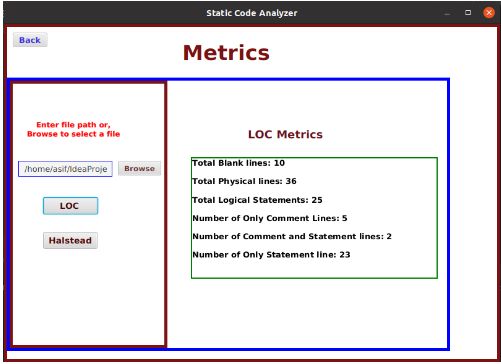 Static Code Analyzer
Back
Metrics
Enter file path or,
Browse to select a file
/home/asif/IdeaProje
Browse
LOC
Halstead
LOC Metrics
Total Blank lines: 10
Total Physical lines: 36
Total Logical Statements: 25
Number of Only Comment Lines: 5
Number of Comment and Statement lines: 2
Number of Only Statement line: 23